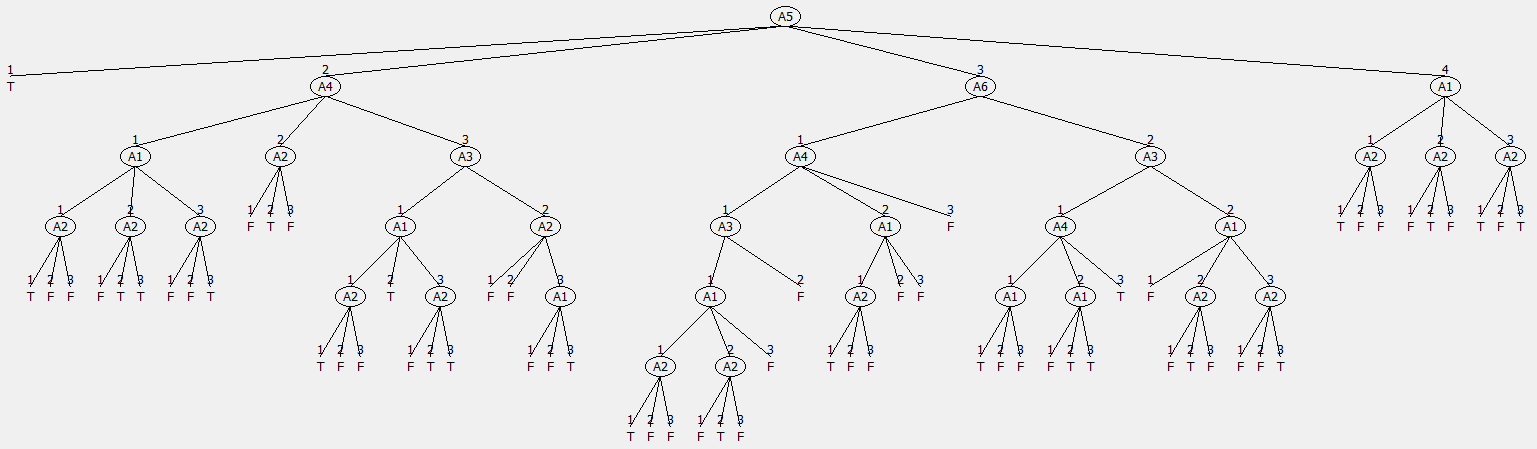 A5
1 2 3 4
T A4 A6 A1
1 2 3 1 2 1 2 3
A1 A2 A3 A4 A3 A2 A2 A2
1 2 3 1 2 3 1 2 1 2 3 1 2 1 2 3 1 2 3 1 2 3
A2 A2 A2 F T F A1 A2 A3 A1 F A4 A1 T F F F T F T F T
1 2 3 1 2 3 1 2 3 1 2 3 1 2 3 1 2 1 2 3 1 2 3 1 2 3
T F F F T T F F T A2 T A2 F F A1 A1 F A2 F F A1 A1 T F A2 A2
1 2 3 1 2 3 1 2 3 1 2 3 1 2 3 1 2 3 1 2 3 1 2 3 1 2 3
T F F F T T F F T A2 A2 F T F F T F F F T T F T F F F T
1 2 3 1 2 3
T F F F T F